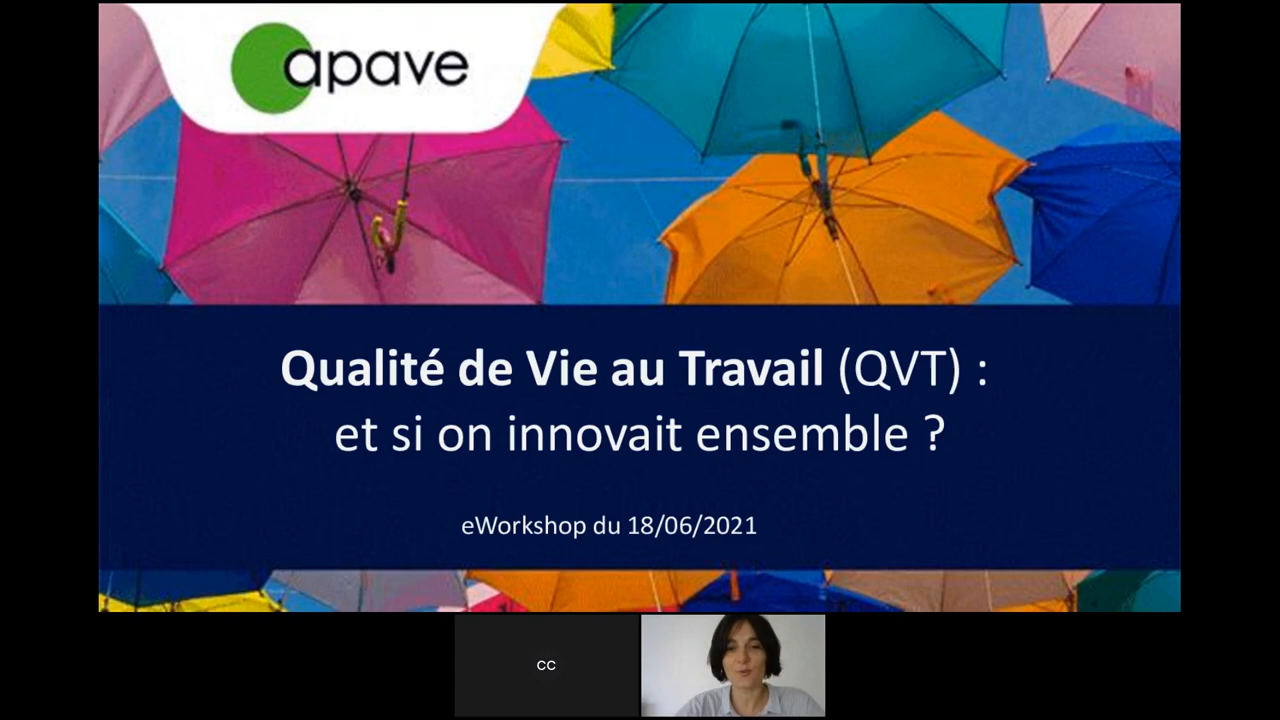 apave
Qualité de Vie au Travail (QVT) :
et si on innovait ensemble ?
eWorkshop du 18/06/2021
CC